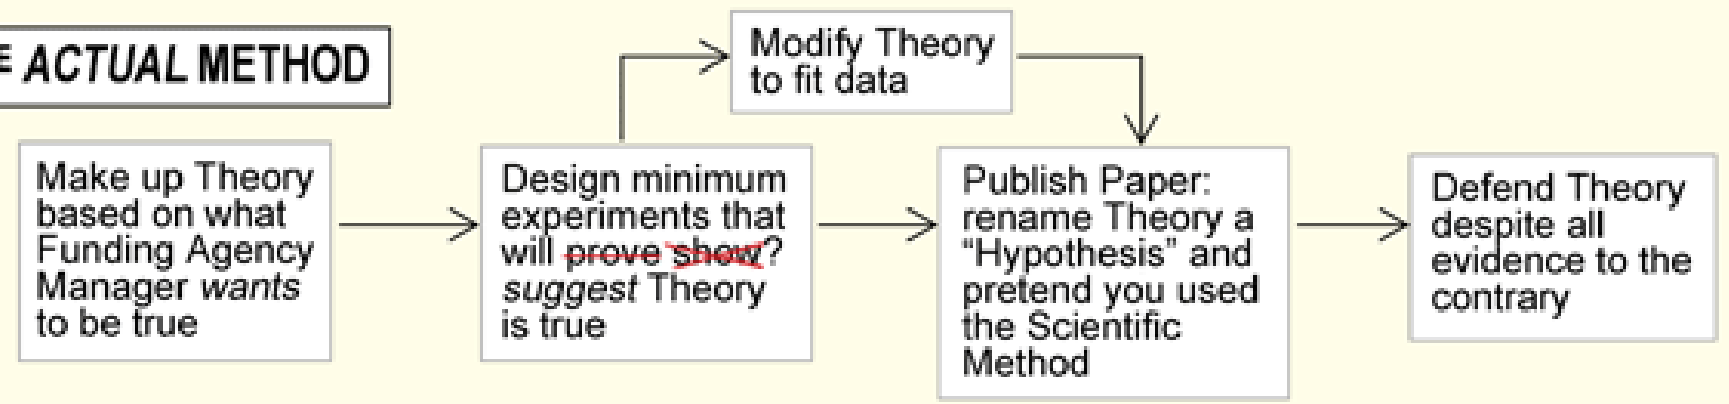 E ACTUAL METHOD
Modify Theory
to fit data
Make up Theory
based on what
Funding Agency
Manager wants
to be true
Design minimum
experiments that
will prove show?
suggest Theory
is true
Publish Paper:
rename Theory a
“Hypothesis” and
pretend you used
the Scientific
Method
Defend Theory
despite all
evidence to the
contrary